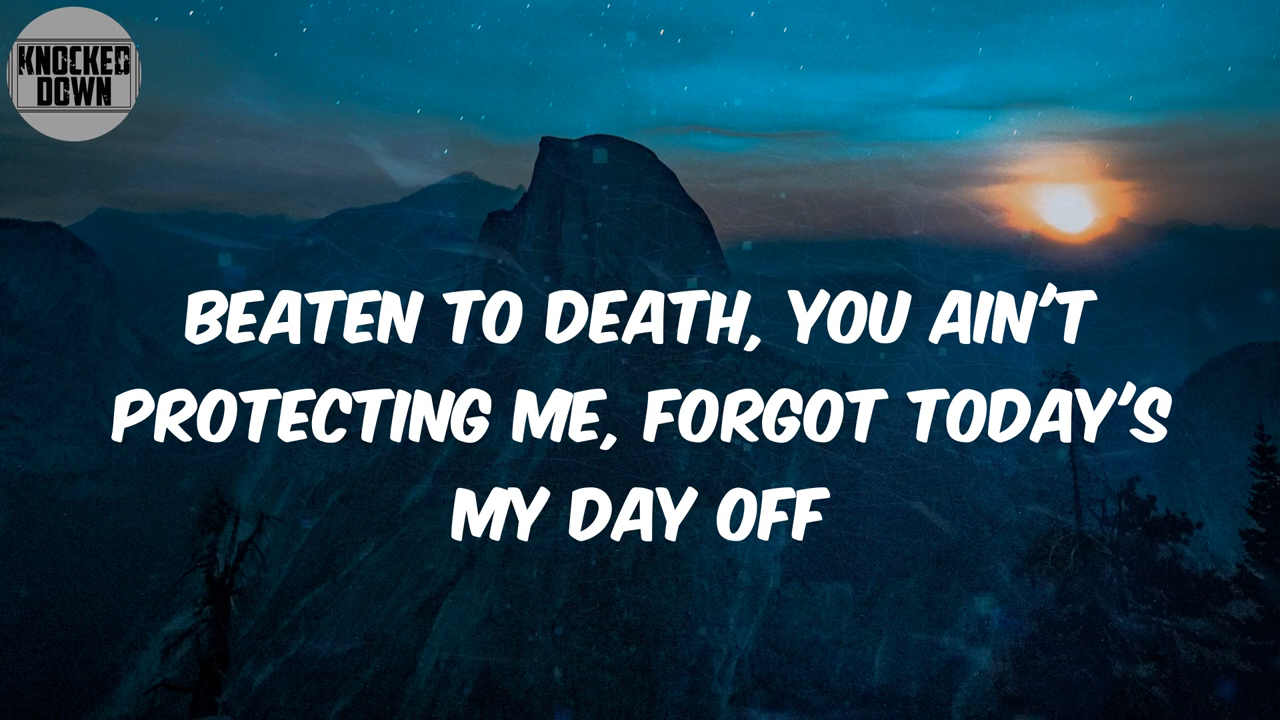 KNOCKED
DOWN
BEATEN TO DEATH, YOU AIN'T
PROTECTING ME, FORGOT TODAY'S
MY DAY OFF